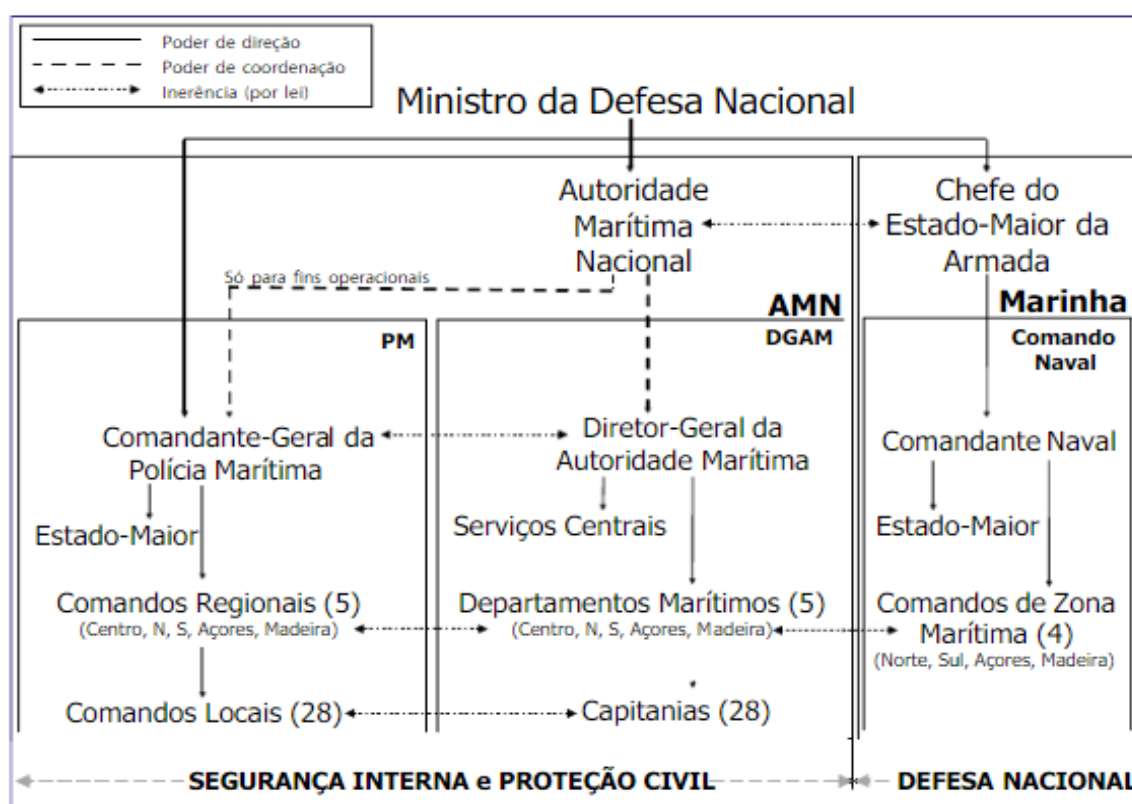 Poder de direção
Poder de coordenação
Inerência (por lei)
Ministro da Defesa Nacional
Autoridade
Marítima
Nacional
Chefe do
Estado-Maior da
Armada
Só para fins operacionais
AMN
Marinha
PM
DGAM
Comando
Naval
Comandante-Geral da
Polícia Marítima
Diretor-Geral da
Autoridade Marítima
Comandante Naval
Estado-Maior
Serviços Centrais
Estado-Maior
Comandos Regionais (5)
(Centro, N, S, Açores, Madeira)
Departamentos Marítimos (5)
(Centro, N, S, Açores, Madeira)
Comandos de Zona
Marítima (4)
(Norte, Sul, Açores, Madeira)
Comandos Locais (28)
Capitanias (28)
SEGURANÇA INTERNA e PROTEÇÃO CIVIL
DEFESA NACIONAL